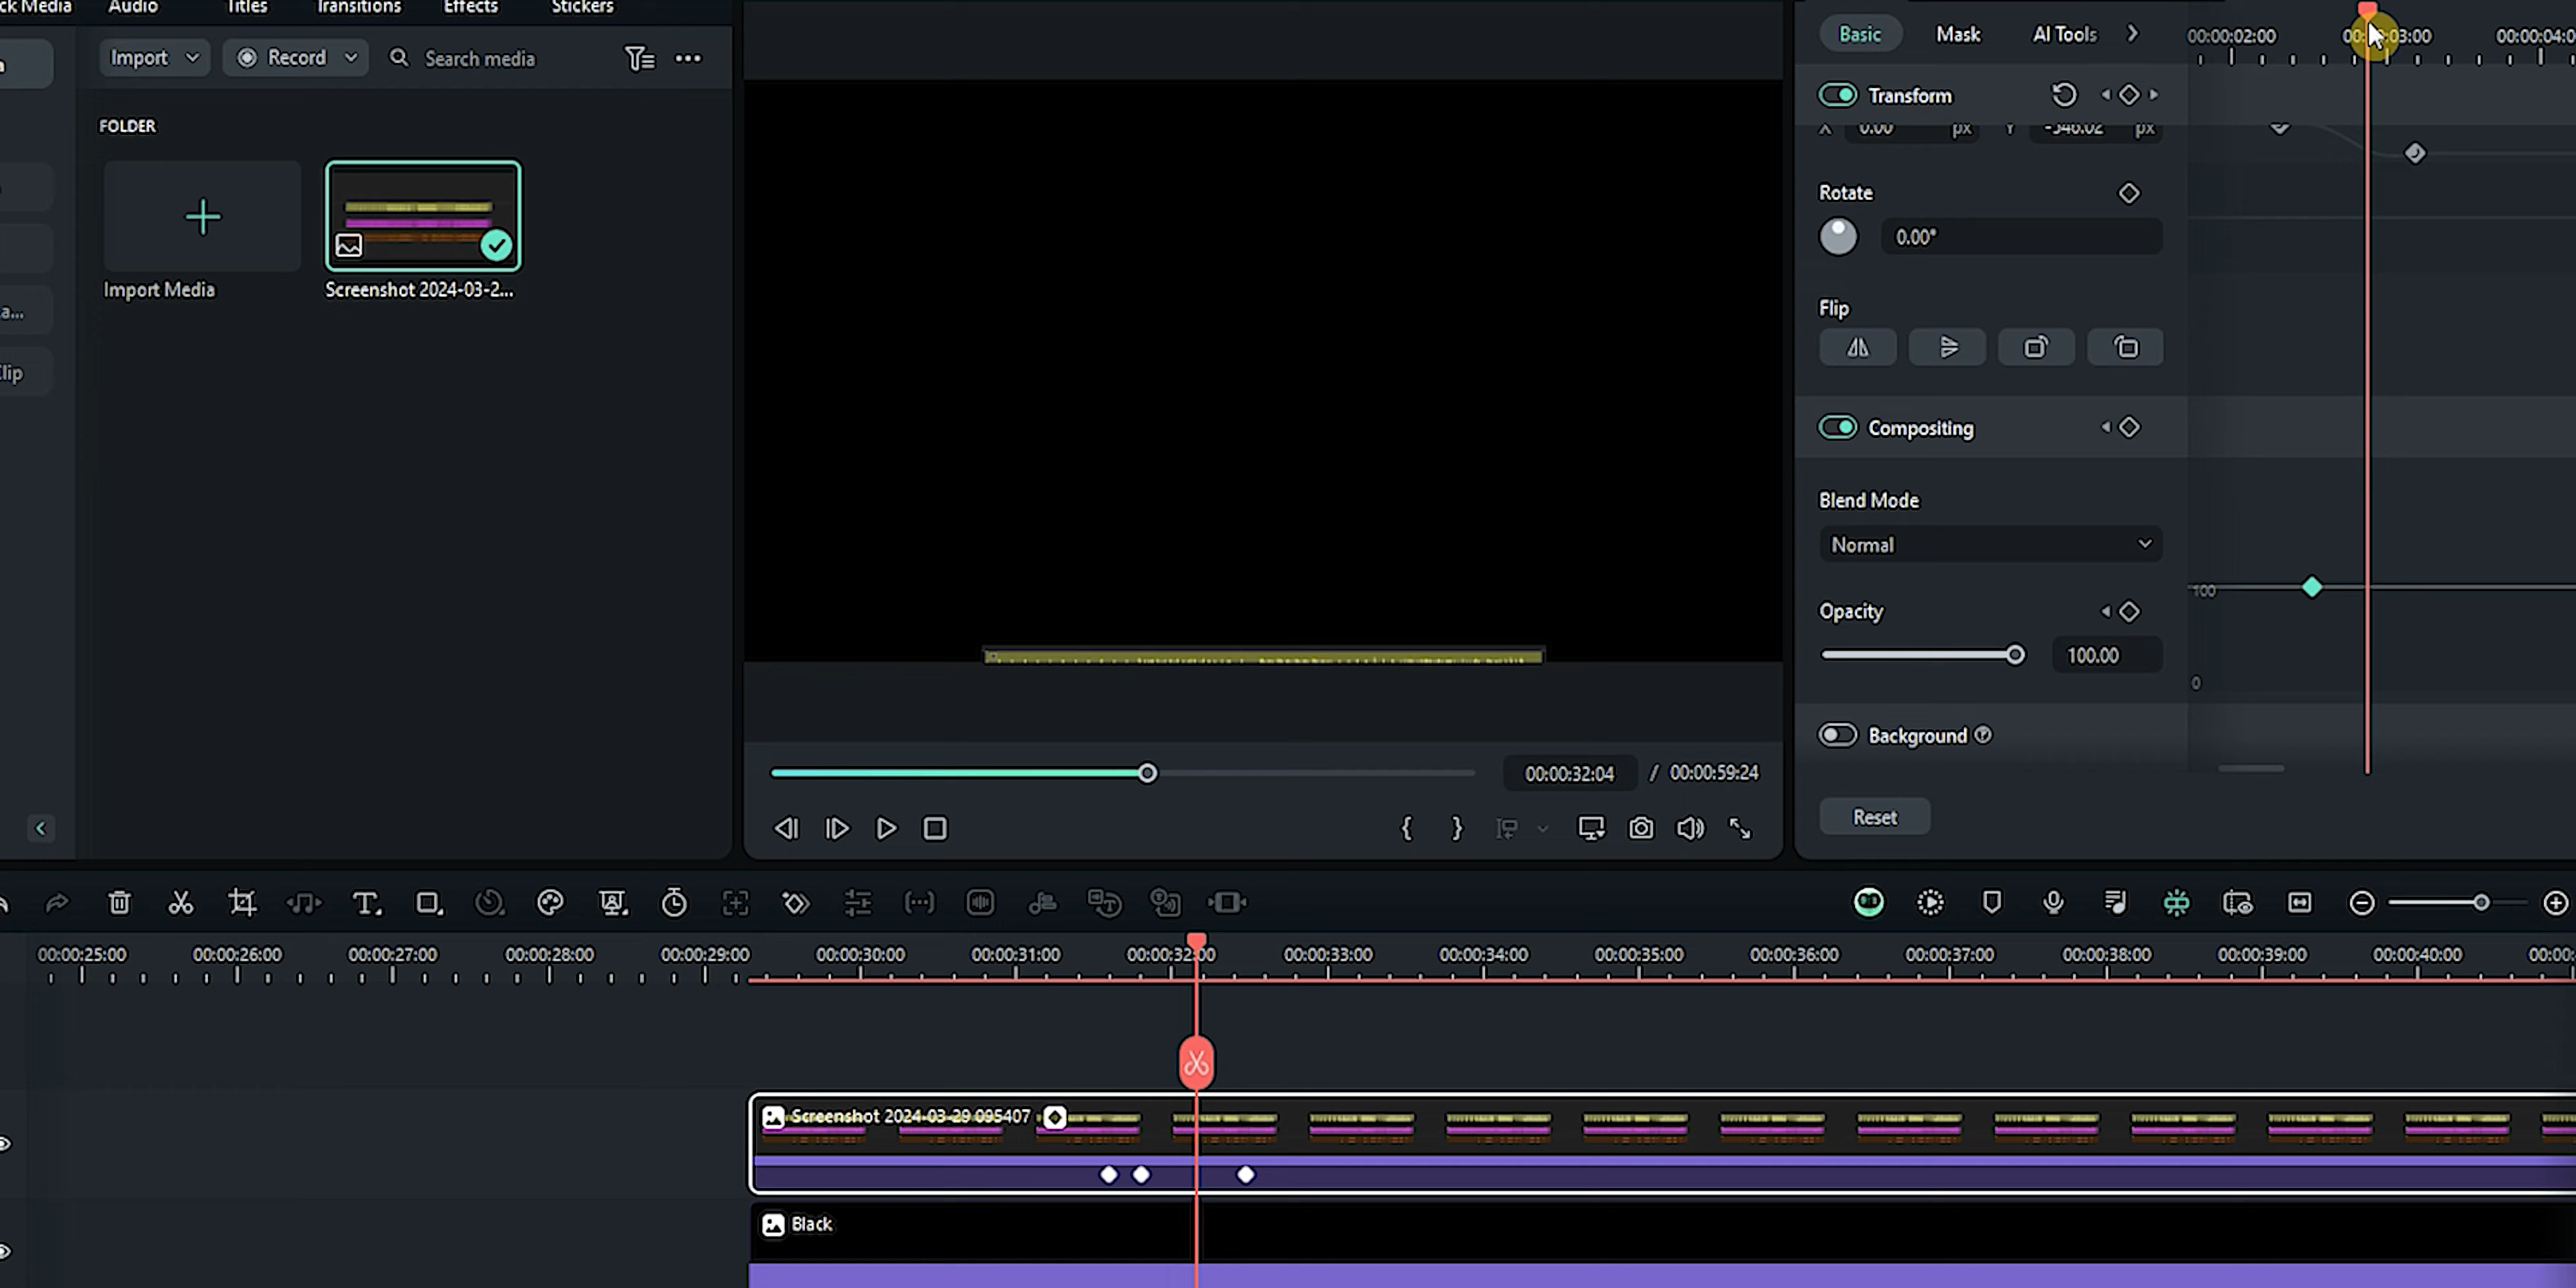 ck Media Audio Titles Transitions Effects Stickers
Import Record Search media
FOLDER
Import Media
Screenshot 2024-03-2...
a...
Clip
00:00:32:04 / 00:00:59:24
{ }
Basic Mask AI Tools
00:00:02:00 00:00:03:00 00:00:04:0
Transform
X 0.00 px Y -546.02 px
Rotate
0.00°
Flip
Compositing
Blend Mode
Normal
100
Opacity
100.00
0
Background
Reset
00:00:25:00 00:00:26:00 00:00:27:00 00:00:28:00 00:00:29:00 00:00:30:00 00:00:31:00 00:00:32:00 00:00:33:00 00:00:34:00 00:00:35:00 00:00:36:00 00:00:37:00 00:00:38:00 00:00:39:00 00:00:40:00 00:00:
Screenshot 2024-03-29 095407
Black